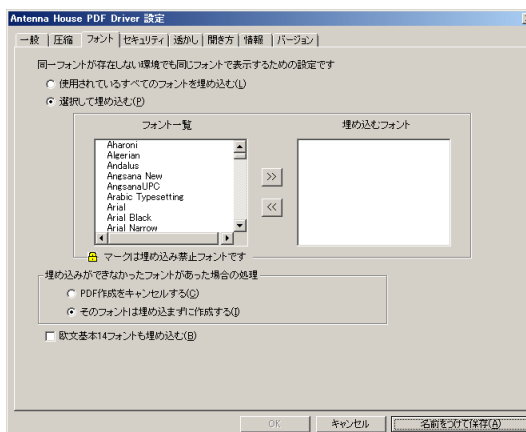 Antenna House PDF Driver 設定
一般 圧縮 フォント セキュリティ 透かし 開き方 情報 バージョン
同一フォントが存在しない環境でも同じフォントで表示するための設定です
使用されているすべてのフォントを埋め込む(L)
選択して埋め込む(P)
フォント一覧 埋め込むフォント
Aharoni
Algerian
Andalus
Angsana New
AngsanaUPC
Arabic Typesetting
Arial
Arial Black
Arial Narrow
>>
<<
マークは埋め込み禁止フォントです
埋め込みができなかったフォントがあった場合の処理
PDF作成をキャンセルする(C)
そのフォントは埋め込まずに作成する(I)
欧文基本14フォントも埋め込む(B)
OK キャンセル 名前をつけて保存(A)